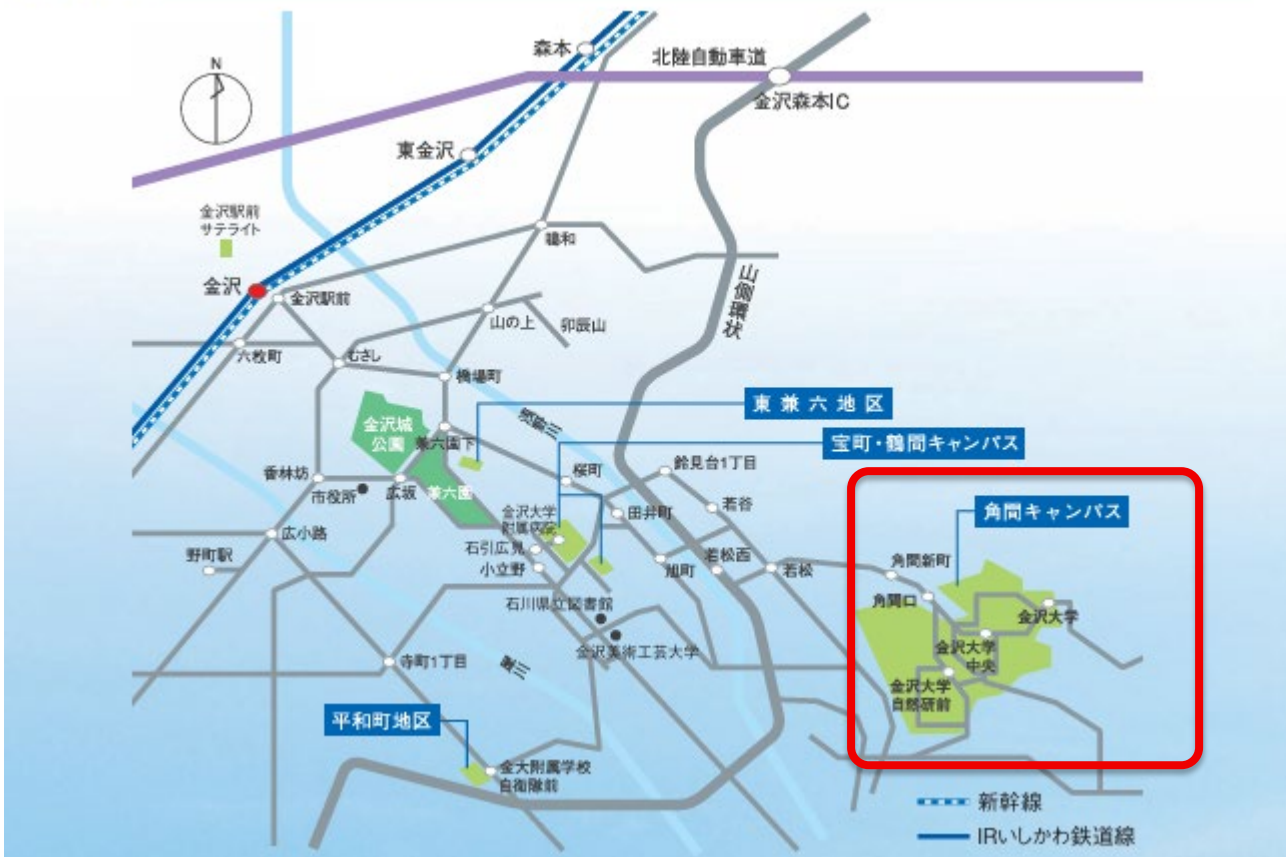 森本
北陸自動車道
N
金沢森本IC
東金沢
金沢駅前
サテライト
鳴和
山側環状
金沢
金沢駅前
山の上
卯辰山
六枚町
むさし
橋場町
東兼六地区
金沢城
公園
兼六園下
浅野川
宝町・鶴間キャンパス
香林坊
市役所
広坂
兼六園
桜町
鈴見台1丁目
金沢大学
附属病院
田井町
若谷
角間キャンパス
広小路
野町駅
石引広見
小立野
旭町
若松西
若松
角間新町
角間口
石川県立図書館
金沢大学
金沢美術工芸大学
金沢大学
中央
寺町1丁目
犀川
金沢大学
自然研前
平和町地区
金大附属学校
自衛隊前
新幹線
IRいしかわ鉄道線